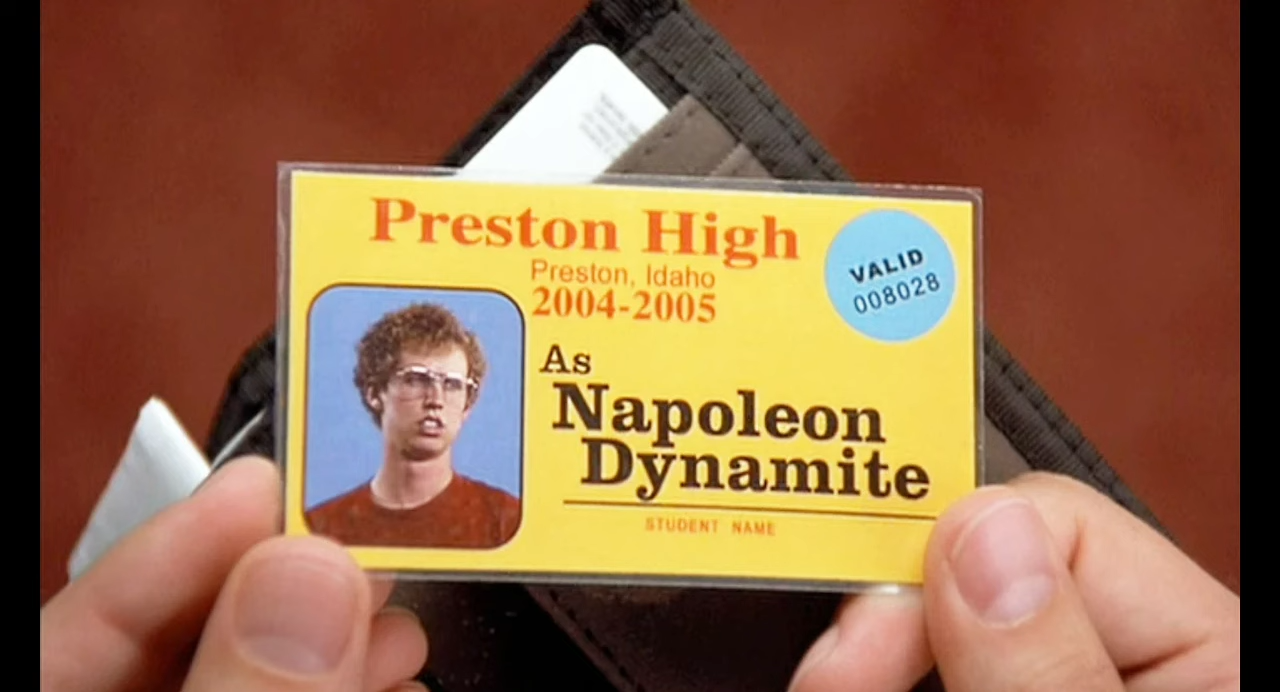 Preston High
Preston, Idaho
2004-2005
VALID
008028
As
Napoleon
Dynamite
STUDENT NAME